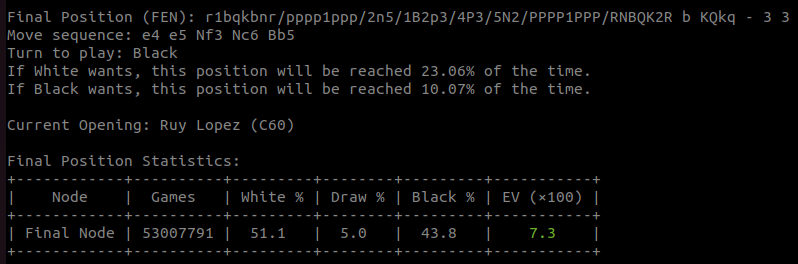 Final Position (FEN): r1bqkbnr/pppp1ppp/2n5/1B2p3/4P3/5N2/PPPP1PPP/RNBQK2R b KQkq - 3 3
Move sequence: e4 e5 Nf3 Nc6 Bb5
Turn to play: Black
If White wants, this position will be reached 23.06% of the time.
If Black wants, this position will be reached 10.07% of the time.

Current Opening: Ruy Lopez (C60)

Final Position Statistics:
+------------+----------+---------+--------+---------+-----------+
|    Node    |  Games   | White % | Draw % | Black % | EV (×100) |
+------------+----------+---------+--------+---------+-----------+
| Final Node | 53007791 |  51.1   |  5.0   |  43.8   |    7.3    |
+------------+----------+---------+--------+---------+-----------+